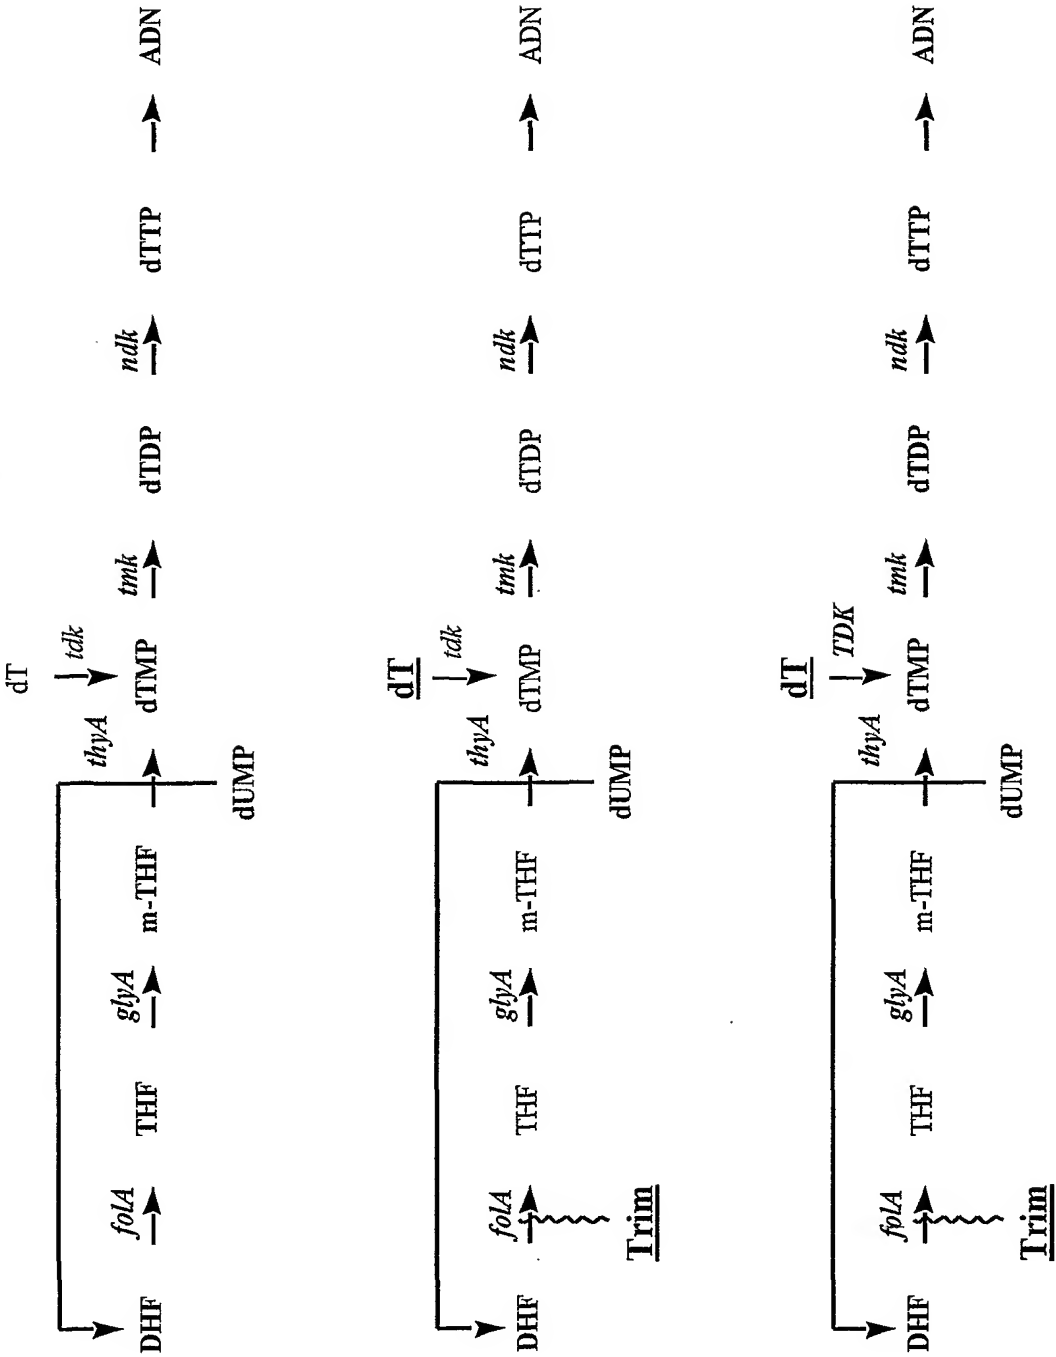 dT
tdk
DHF folA THF glyA m-THF thyA dTMP tmk dTDP ndk dTTP ADN
dUMP
dT
tdk
DHF folA THF glyA m-THF thyA dTMP tmk dTDP ndk dTTP ADN
dUMP
Trim
dT
TDK
DHF folA THF glyA m-THF thyA dTMP tmk dTDP ndk dTTP ADN
dUMP
Trim